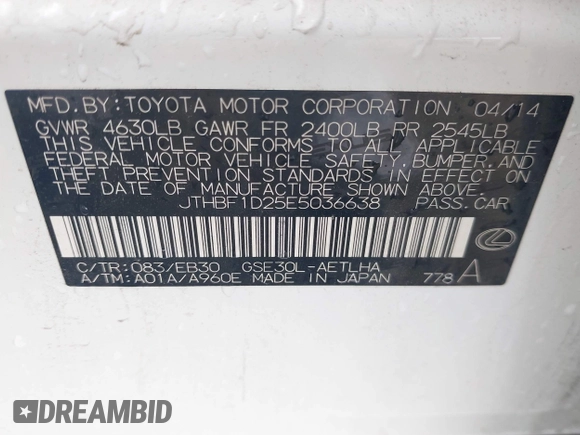 MFD. BY: TOYOTA MOTOR CORPORATION 04/14
GVWR 4630LB GAWR FR 2400LB RR 2545LB
THIS VEHICLE CONFORMS TO ALL APPLICABLE
FEDERAL MOTOR VEHICLE SAFETY, BUMPER, AND
THEFT PREVENTION STANDARDS IN EFFECT ON
THE DATE OF MANUFACTURE SHOWN ABOVE.
JTHBF1D25E5036638 PASS. CAR
C/TR: 083/EB30 GSE30L-AETLHA
A/TM: A01A/A960E MADE IN JAPAN 778 A
DREAMBID